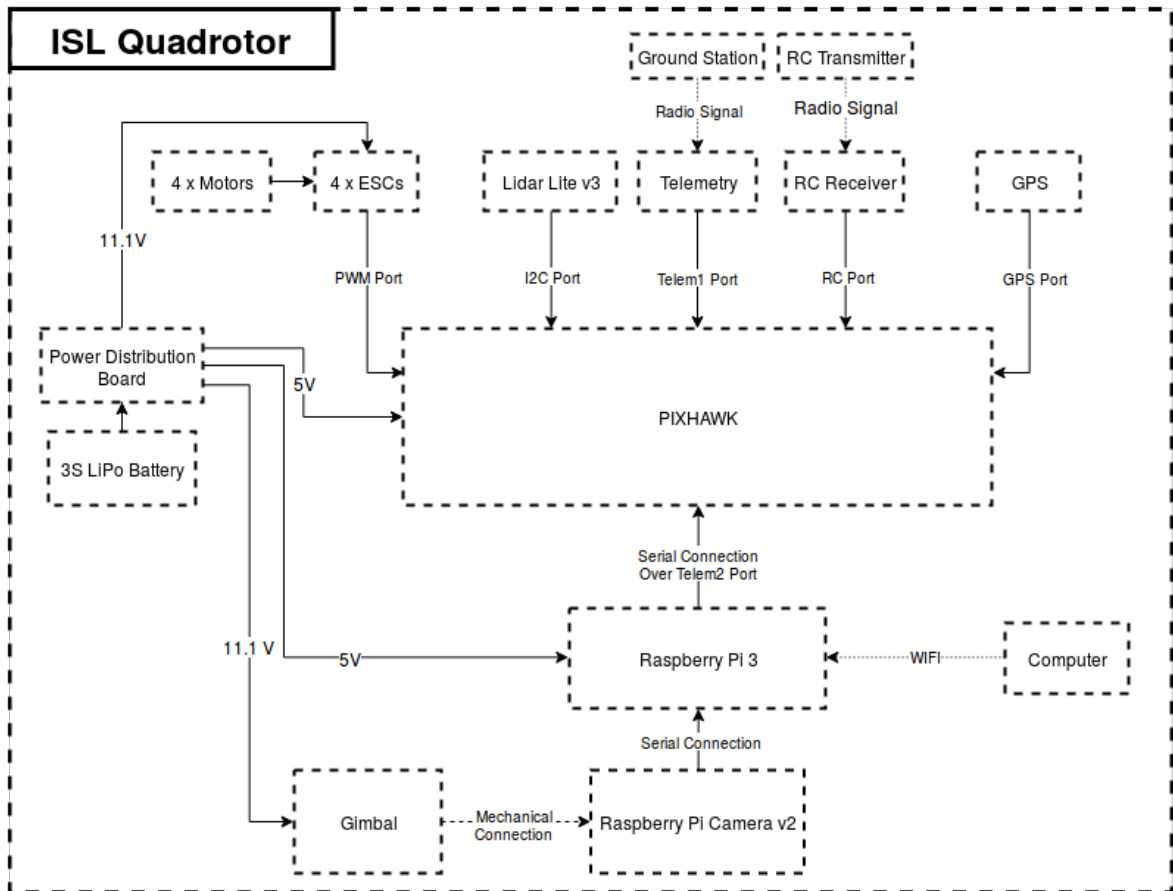 ISL Quadrotor
Ground Station
RC Transmitter
Radio Signal
Radio Signal
4 x Motors
4 x ESCs
Lidar Lite v3
Telemetry
RC Receiver
GPS
11.1V
PWM Port
I2C Port
Telem1 Port
RC Port
GPS Port
Power Distribution
Board
5V
PIXHAWK
3S LiPo Battery
Serial Connection
Over Telem2 Port
11.1 V
5V
Raspberry Pi 3
WIFI
Computer
Serial Connection
Gimbal
Mechanical
Connection
Raspberry Pi Camera v2